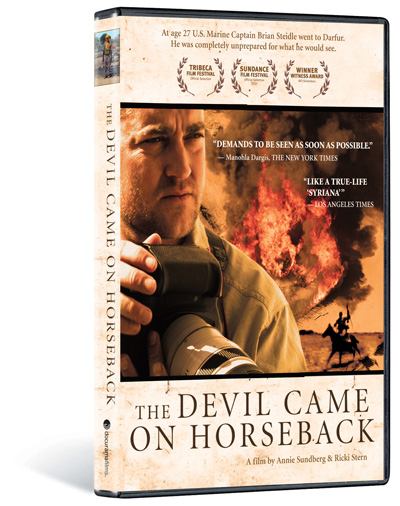 At age 27 U.S. Marine Captain Brian Steidle went to Darfur.
He was completely unprepared for what he would see.
TRIBECA
FILM FESTIVAL
SUNDANCE
FILM FESTIVAL
WINNER
WITNESS AWARD
"DEMANDS TO BE SEEN AS SOON AS POSSIBLE."
— Manohla Dargis, THE NEW YORK TIMES
"LIKE A TRUE-LIFE
'SYRIANA'"
— LOS ANGELES TIMES
THE DEVIL CAME
ON HORSEBACK
A film by Annie Sundberg & Ricki Stern
THE DEVIL CAME ON HORSEBACK
docuramafilms